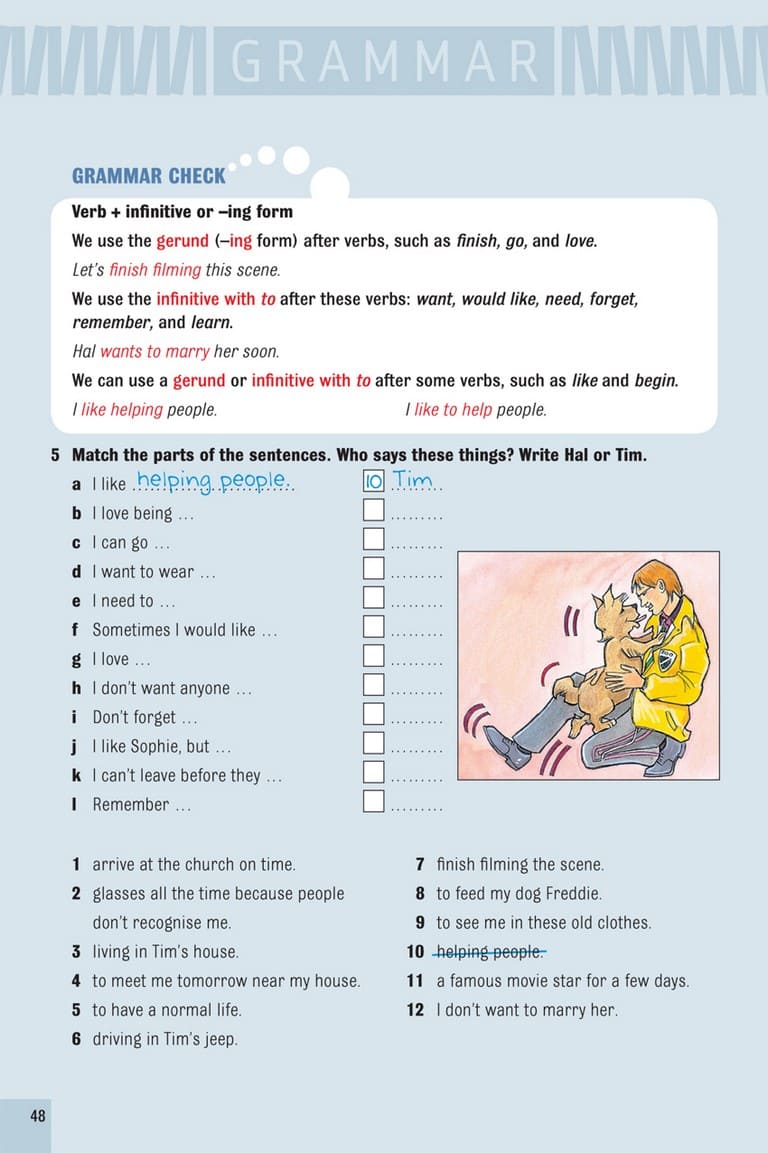 GRAMMAR
GRAMMAR CHECK
Verb + infinitive or –ing form
We use the gerund (–ing form) after verbs, such as finish, go, and love.
Let's finish filming this scene.
We use the infinitive with to after these verbs: want, would like, need, forget,
remember, and learn.
Hal wants to marry her soon.
We can use a gerund or infinitive with to after some verbs, such as like and begin.
I like helping people. I like to help people.
5 Match the parts of the sentences. Who says these things? Write Hal or Tim.
a I like helping people. 10 Tim
b I love being ... .........
c I can go ... .........
d I want to wear ... .........
e I need to ... .........
f Sometimes I would like ... .........
g I love ... .........
h I don't want anyone ... .........
i Don't forget ... .........
j I like Sophie, but ... .........
k I can't leave before they ... .........
l Remember ... .........
1 arrive at the church on time.
2 glasses all the time because people
don't recognise me.
3 living in Tim's house.
4 to meet me tomorrow near my house.
5 to have a normal life.
6 driving in Tim's jeep.
7 finish filming the scene.
8 to feed my dog Freddie.
9 to see me in these old clothes.
10 helping people.
11 a famous movie star for a few days.
12 I don't want to marry her.
48